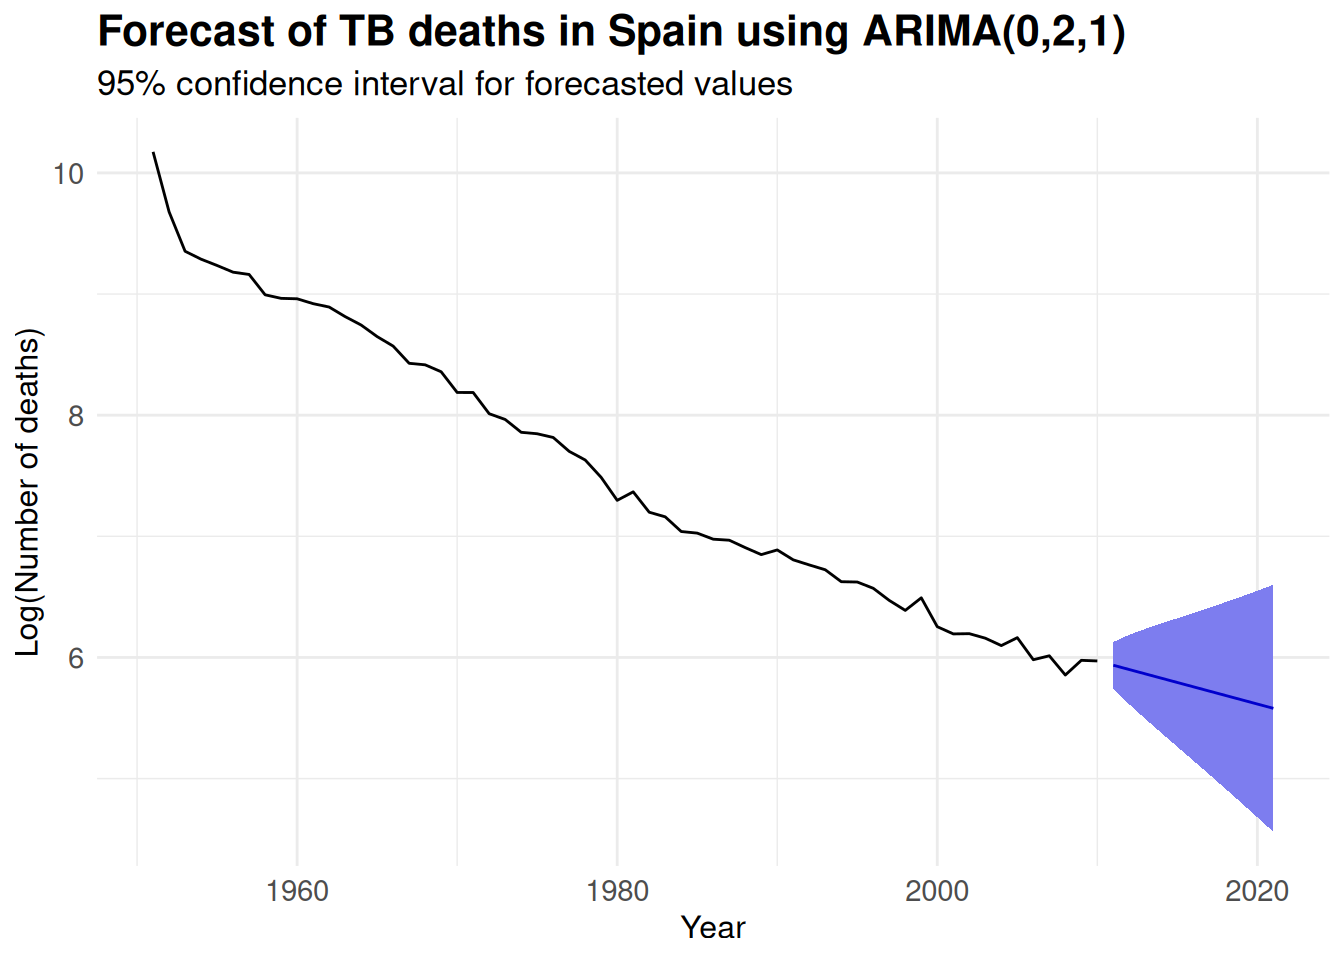 Forecast of TB deaths in Spain using ARIMA(0,2,1)
95% confidence interval for forecasted values
Log(Number of deaths)
10
8
6
1960
1980
2000
2020
Year